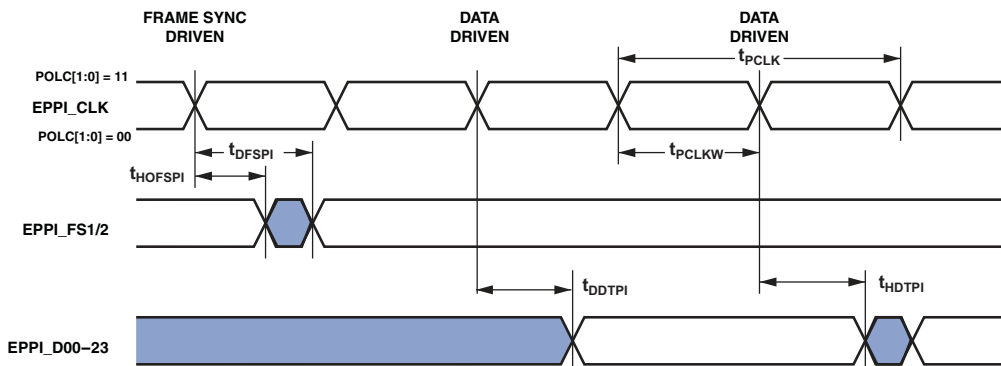 FRAME SYNC
DRIVEN
DATA
DRIVEN
DATA
DRIVEN
tPCLK
POLC[1:0] = 11
EPPI_CLK
POLC[1:0] = 00
tDFSPI
tPCLKW
tHOFSPI
EPPI_FS1/2
tDDTPI
tHDTPI
EPPI_D00–23